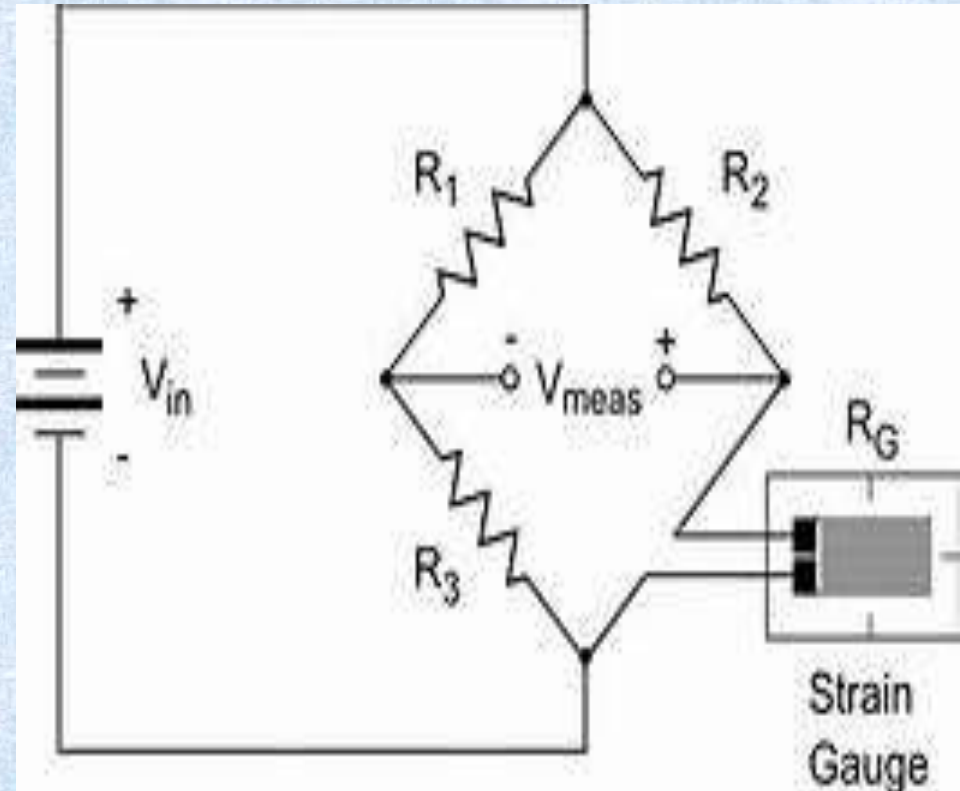 R1
R2
+
Vin
-
- Vmeas +
RG
R3
Strain
Gauge